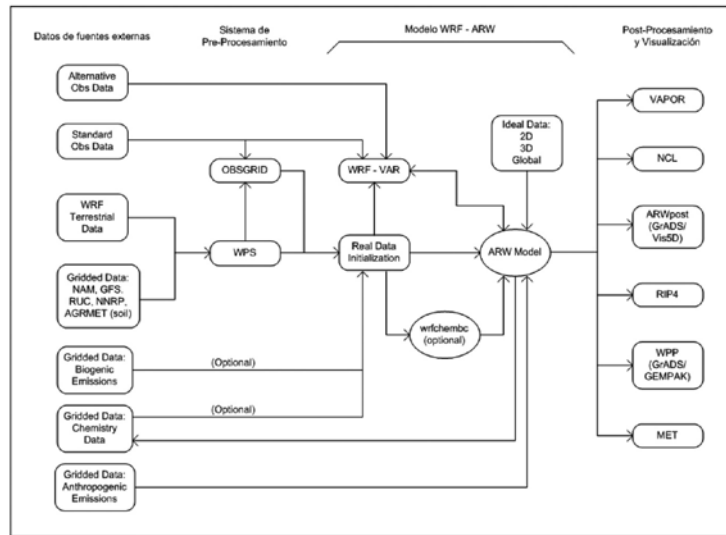 Datos de fuentes externas
Sistema de
Pre-Procesamiento
Modelo WRF - ARW
Post-Procesamiento
y Visualización
Alternative
Obs Data
Standard
Obs Data
WRF
Terrestrial
Data
Gridded Data:
NAM, GFS,
RUC, NNRP,
AGRMET (soil)
Gridded Data:
Biogenic
Emissions
Gridded Data:
Chemistry
Data
Gridded Data:
Anthropogenic
Emissions
OBSGRID
WPS
(Optional)
(Optional)
WRF - VAR
Real Data
Initialization
wrfchembc
(optional)
Ideal Data:
2D
3D
Global
ARW Model
VAPOR
NCL
ARWpost
(GrADS/
Vis5D)
RIP4
WPP
(GrADS/
GEMPAK)
MET